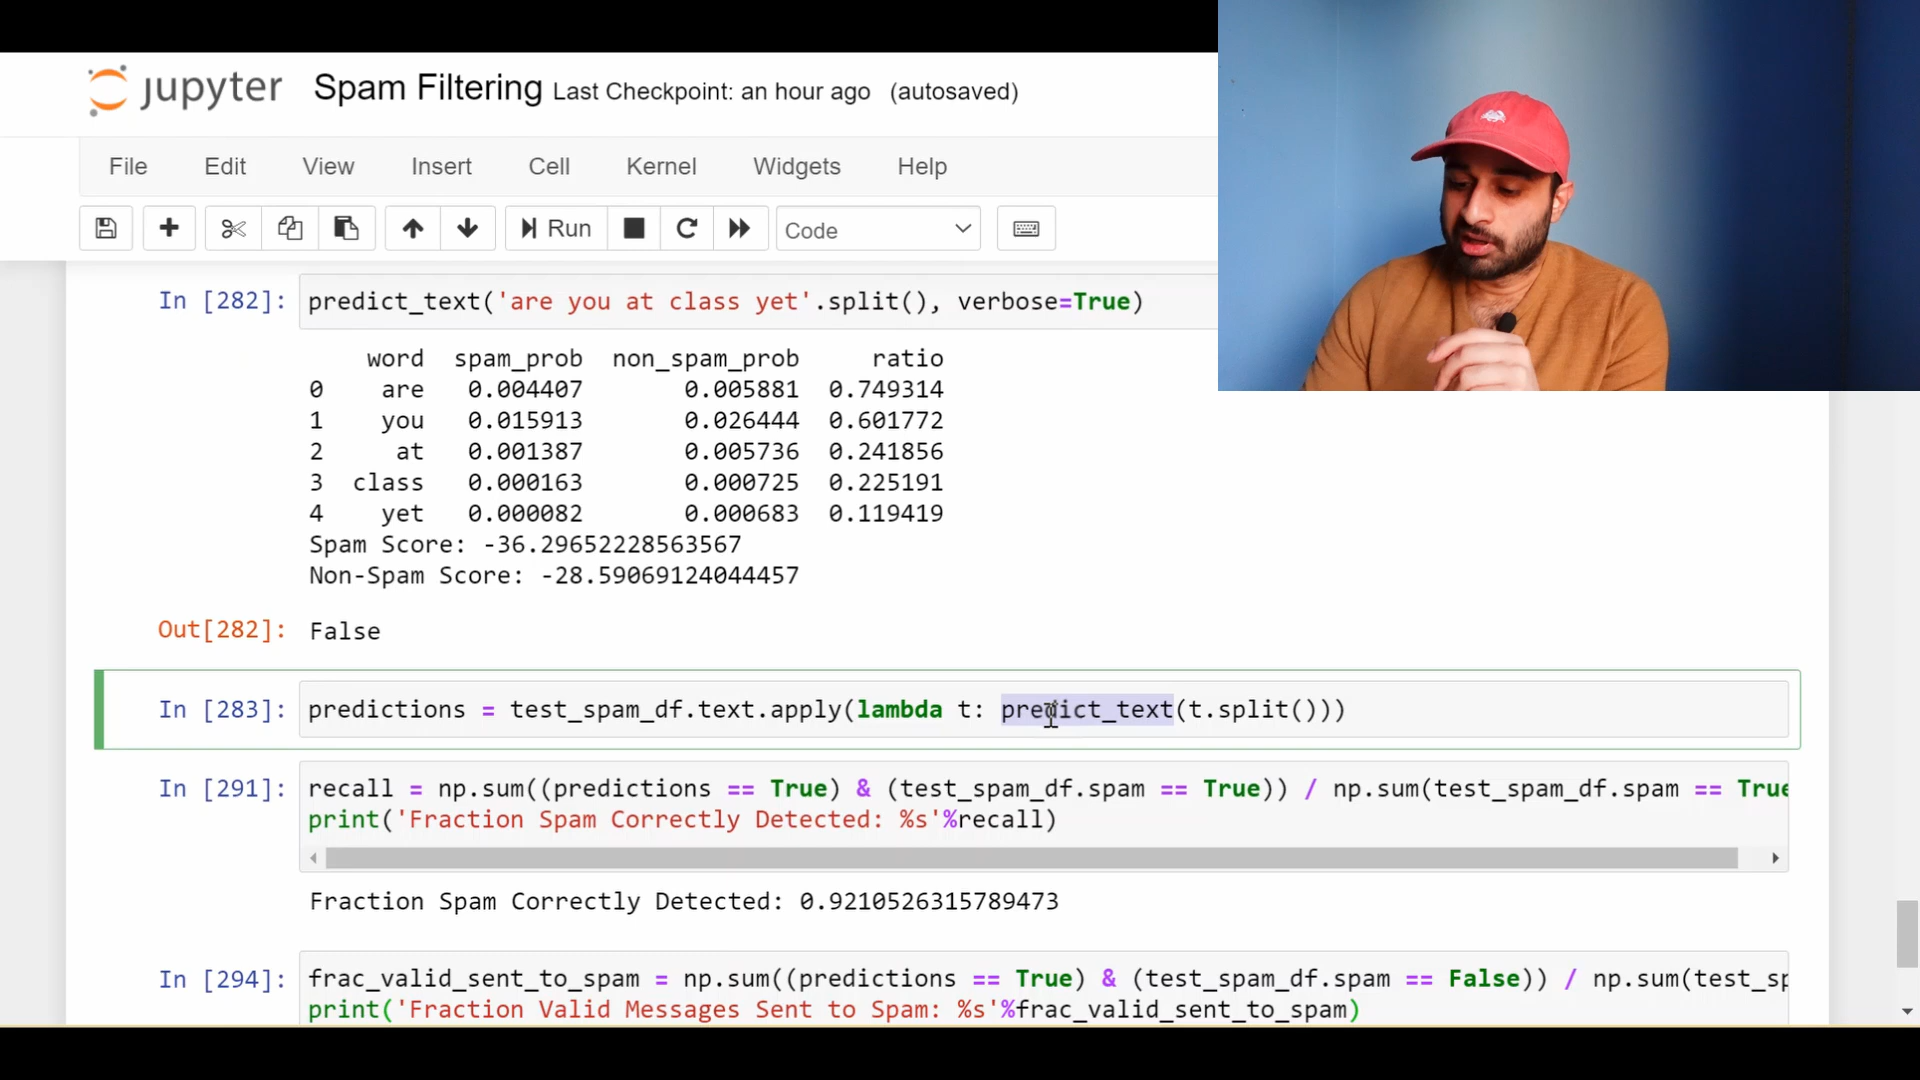 jupyter Spam Filtering Last Checkpoint: an hour ago (autosaved)
File Edit View Insert Cell Kernel Widgets Help
Run Code
In [282]: predict_text('are you at class yet'.split(), verbose=True)
word spam_prob non_spam_prob ratio
0 are 0.004407 0.005881 0.749314
1 you 0.015913 0.026444 0.601772
2 at 0.001387 0.005736 0.241856
3 class 0.000163 0.000725 0.225191
4 yet 0.000082 0.000683 0.119419
Spam Score: -36.29652228563567
Non-Spam Score: -28.59069124044457
Out[282]: False
In [283]: predictions = test_spam_df.text.apply(lambda t: predict_text(t.split()))
In [291]: recall = np.sum((predictions == True) & (test_spam_df.spam == True)) / np.sum(test_spam_df.spam == True
print('Fraction Spam Correctly Detected: %s'%recall)
Fraction Spam Correctly Detected: 0.9210526315789473
In [294]: frac_valid_sent_to_spam = np.sum((predictions == True) & (test_spam_df.spam == False)) / np.sum(test_sp
print('Fraction Valid Messages Sent to Spam: %s'%frac_valid_sent_to_spam)